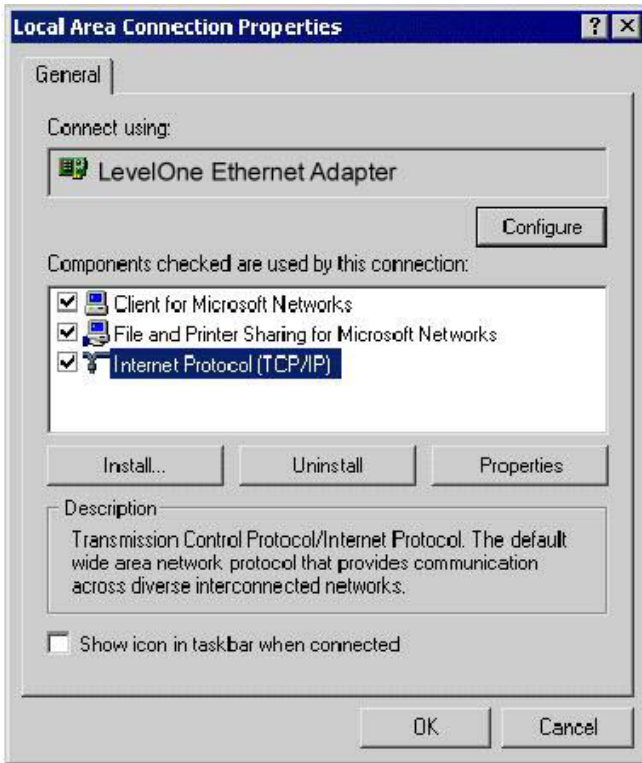 Local Area Connection Properties
General
Connect using:
LevelOne Ethernet Adapter
Configure
Components checked are used by this connection:
Client for Microsoft Networks
File and Printer Sharing for Microsoft Networks
Internet Protocol (TCP/IP)
Install...
Uninstall
Properties
Description
Transmission Control Protocol/Internet Protocol. The default
wide area network protocol that provides communication
across diverse interconnected networks.
Show icon in taskbar when connected
OK
Cancel